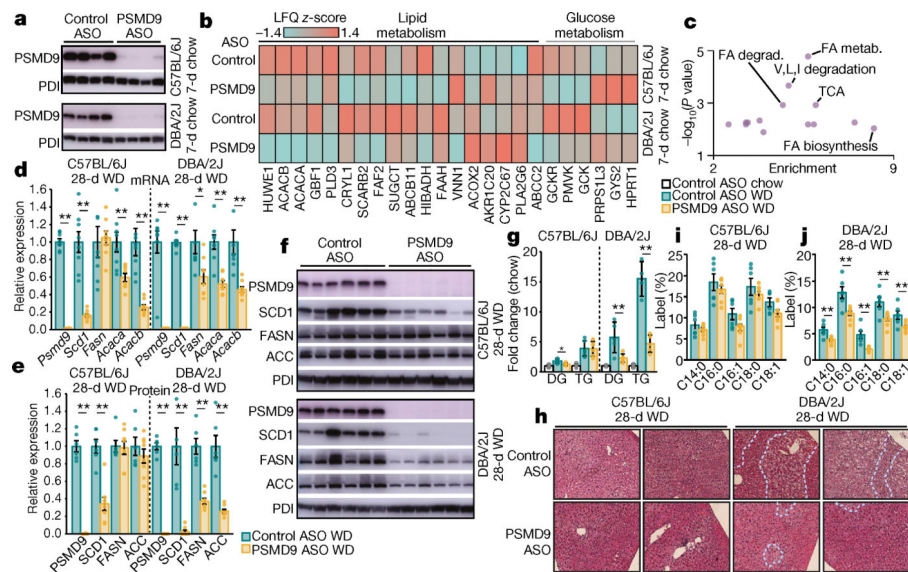 a
Control
ASO
PSMD9
ASO
PSMD9
PDI
C57BL/6J
7-d chow
PSMD9
PDI
DBA/2J
7-d chow
b
LFQ z-score
−1.4
1.4
Lipid
metabolism
Glucose
metabolism
ASO
Control
PSMD9
Control
PSMD9
C57BL/6J
7-d chow
DBA/2J
7-d chow
HUWE1
ACACB
ACACA
GBF1
PLD3
CRYL1
SCARB2
FAF2
SUGCT
ABCB11
HIBADH
FAAH
VNN1
ACOX2
AKR1C20
CYP2C67
PLA2G6
ABCC2
GCKR
PMVK
GCK
PRPS1L3
GYS2
HPRT1
c
−log10(P value)
5
3
1
2
9
Enrichment
FA metab.
FA degrad.
V,L,I degradation
TCA
FA biosynthesis
Control ASO chow
Control ASO WD
PSMD9 ASO WD
d
C57BL/6J
28-d WD
mRNA
DBA/2J
28-d WD
Relative expression
1.6
1.4
1.2
1.0
0.8
0.6
0.4
0.2
0
** ** ** ** ** ** * ** **
Psmd9
Scd1
Fasn
Acaca
Acacb
Psmd9
Scd1
Fasn
Acaca
Acacb
e
C57BL/6J
28-d WD
Protein
DBA/2J
28-d WD
Relative expression
1.6
1.4
1.2
1.0
0.8
0.6
0.4
0.2
0
** ** ** ** ** **
PSMD9
SCD1
FASN
ACC
PSMD9
SCD1
FASN
ACC
Control ASO WD
PSMD9 ASO WD
f
Control
ASO
PSMD9
ASO
PSMD9
SCD1
FASN
ACC
PDI
C57BL/6J
28-d WD
PSMD9
SCD1
FASN
ACC
PDI
DBA/2J
28-d WD
g
C57BL/6J
DBA/2J
Fold change (chow)
20
15
10
5
0
* ** **
DG
TG
DG
TG
i
C57BL/6J
28-d WD
Label (%)
25
20
15
10
5
0
C14:0
C16:0
C16:1
C18:0
C18:1
j
DBA/2J
28-d WD
Label (%)
25
20
15
10
5
0
** ** ** ** **
C14:0
C16:0
C16:1
C18:0
C18:1
h
C57BL/6J
28-d WD
DBA/2J
28-d WD
Control
ASO
PSMD9
ASO